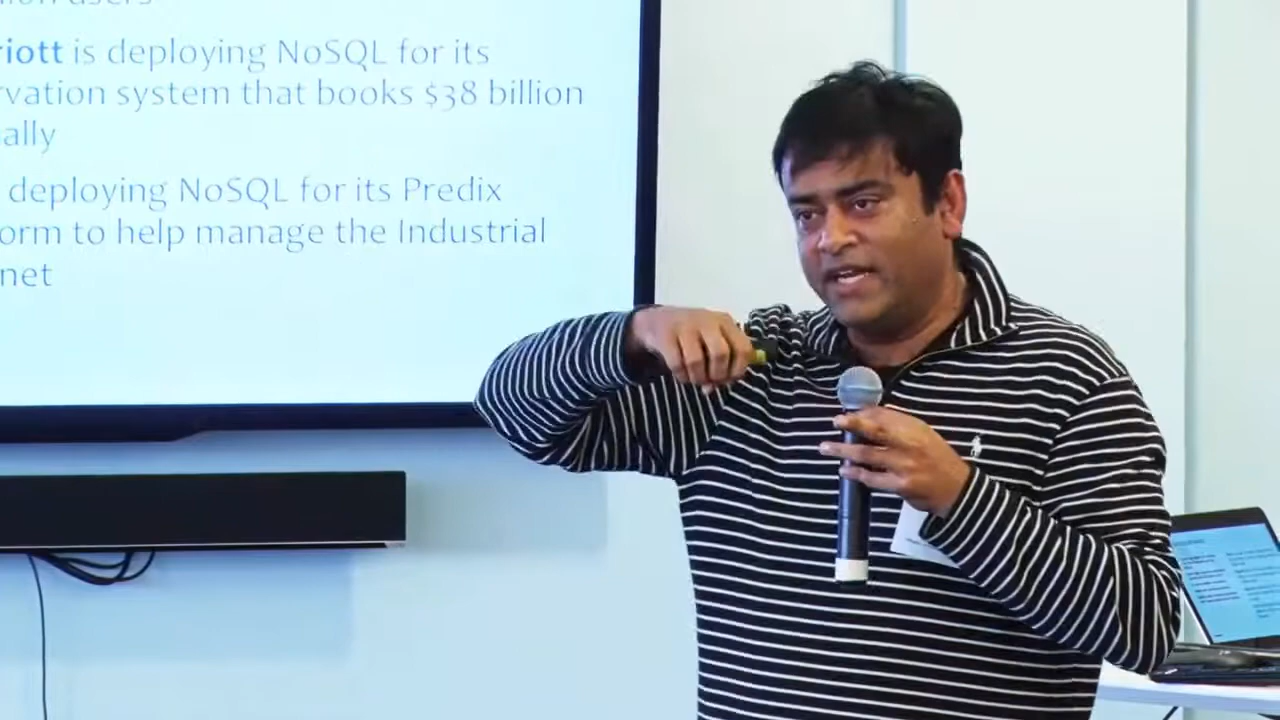 riott is deploying NoSQL for its
rvation system that books $38 billion
ally
deploying NoSQL for its Predix
orm to help manage the Industrial
net